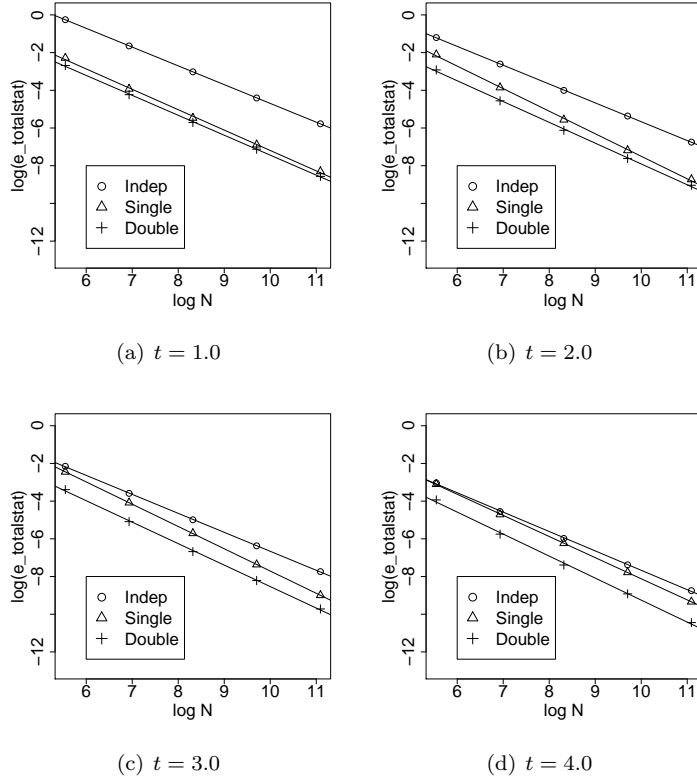 0
−2
−4
−6
−8
−12
log(e_totalstat)
Indep
Single
Double
6 7 8 9 10 11
log N
(a) t = 1.0
0
−2
−4
−6
−8
−12
log(e_totalstat)
Indep
Single
Double
6 7 8 9 10 11
log N
(b) t = 2.0
0
−2
−4
−6
−8
−12
log(e_totalstat)
Indep
Single
Double
6 7 8 9 10 11
log N
(c) t = 3.0
0
−2
−4
−6
−8
−12
log(e_totalstat)
Indep
Single
Double
6 7 8 9 10 11
log N
(d) t = 4.0